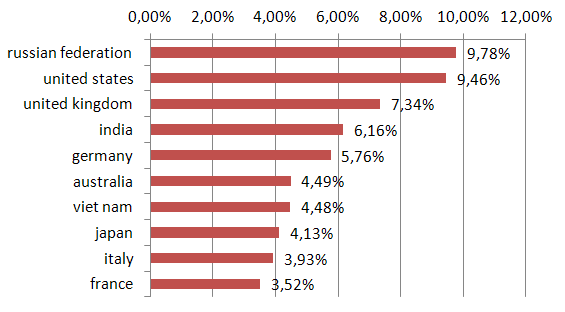 0,00% 2,00% 4,00% 6,00% 8,00% 10,00% 12,00%
russian federation 9,78%
united states 9,46%
united kingdom 7,34%
india 6,16%
germany 5,76%
australia 4,49%
viet nam 4,48%
japan 4,13%
italy 3,93%
france 3,52%